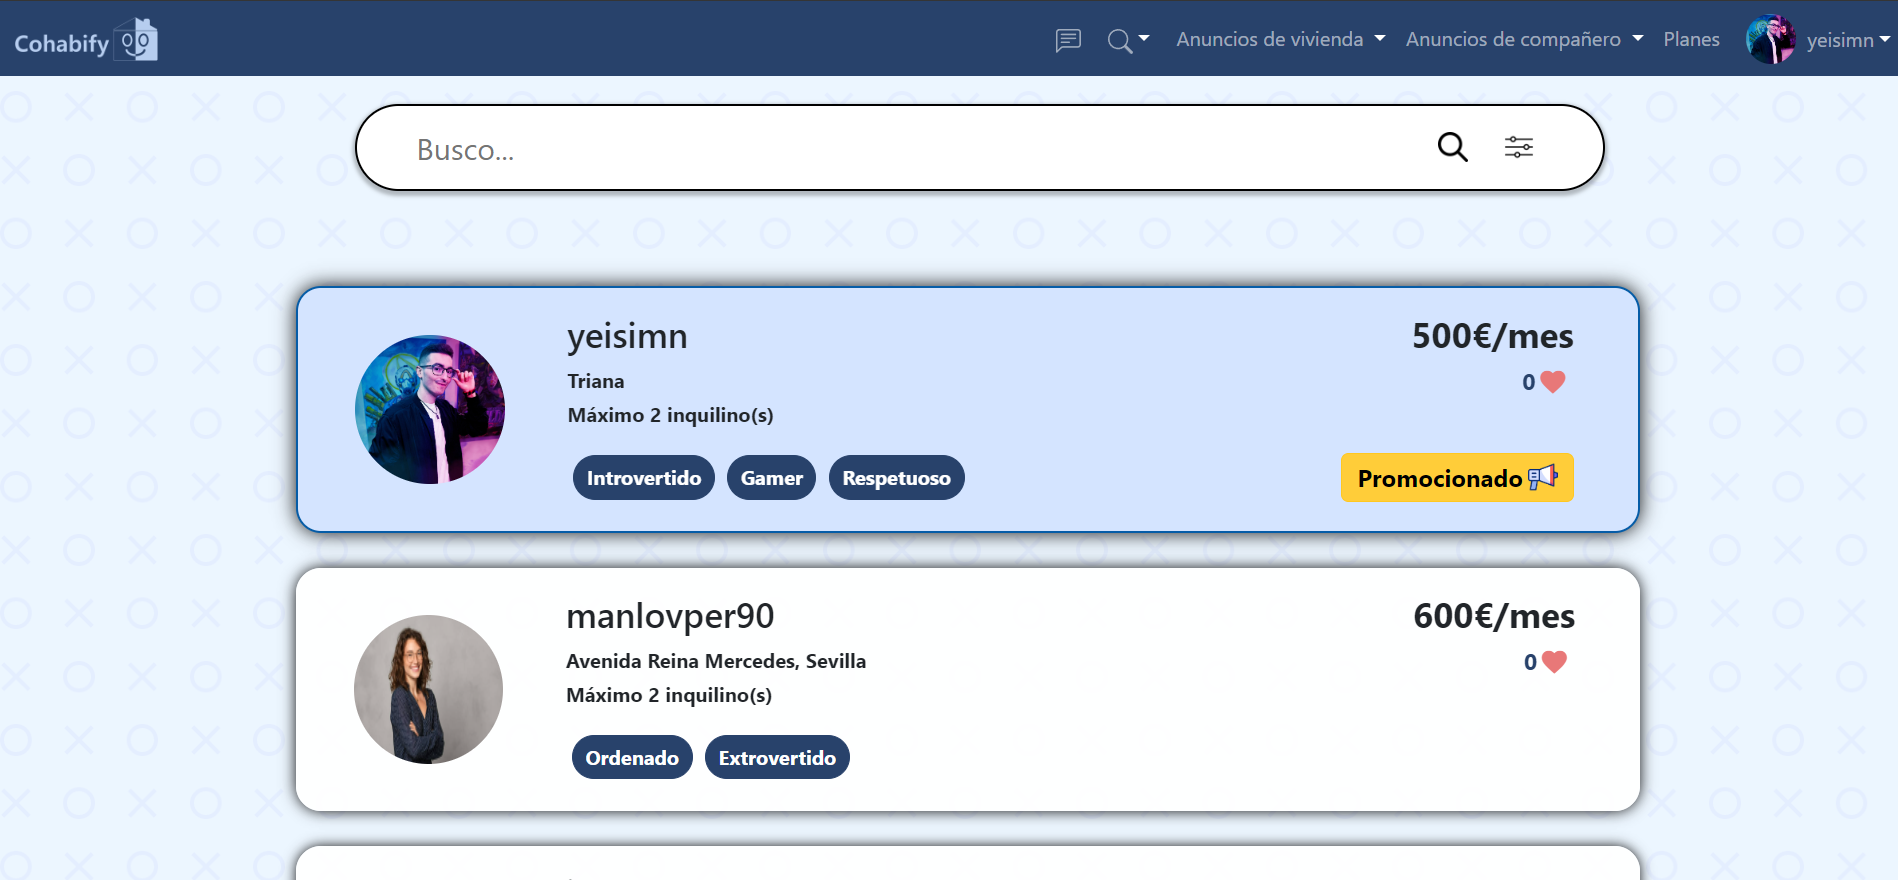 Cohabify
Anuncios de vivienda Anuncios de compañero Planes yeisimn
Busco...
yeisimn
500€/mes
Triana
0
Máximo 2 inquilino(s)
Introvertido Gamer Respetuoso
Promocionado
manlovper90
600€/mes
Avenida Reina Mercedes, Sevilla
0
Máximo 2 inquilino(s)
Ordenado Extrovertido